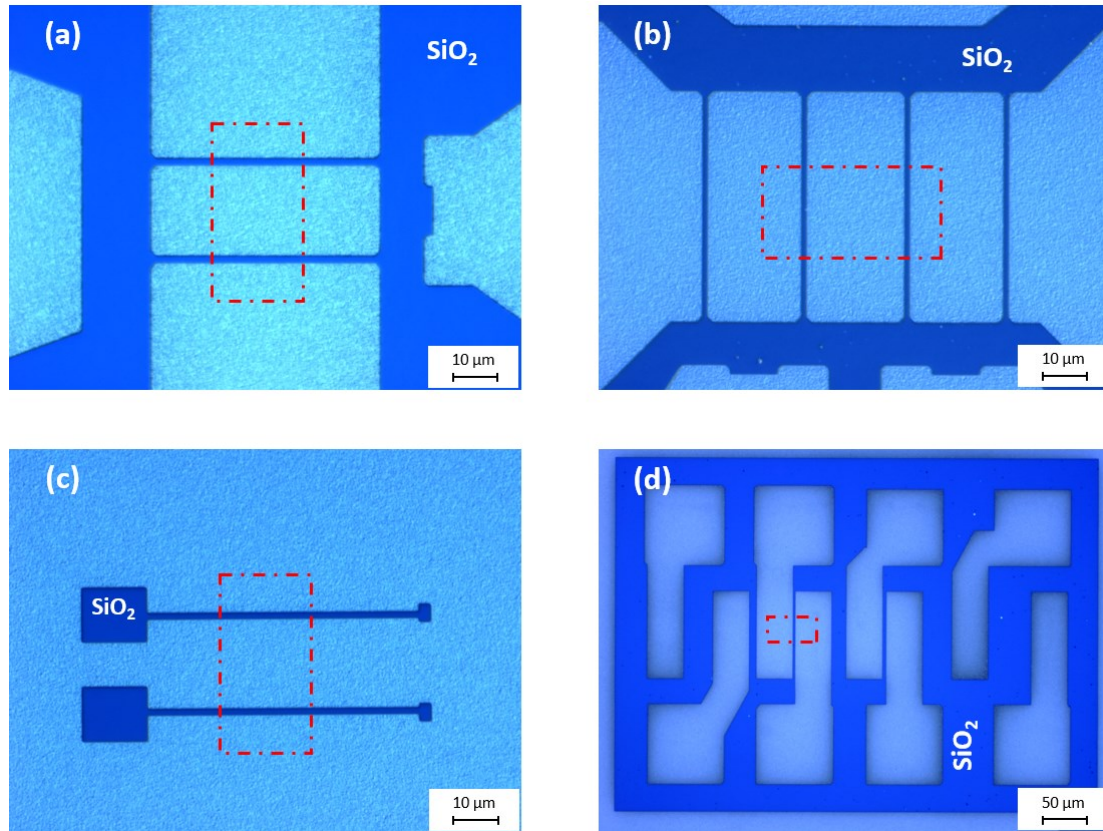 (a)
SiO₂
10 μm
(b)
SiO₂
10 μm
(c)
SiO₂
10 μm
(d)
SiO₂
50 μm